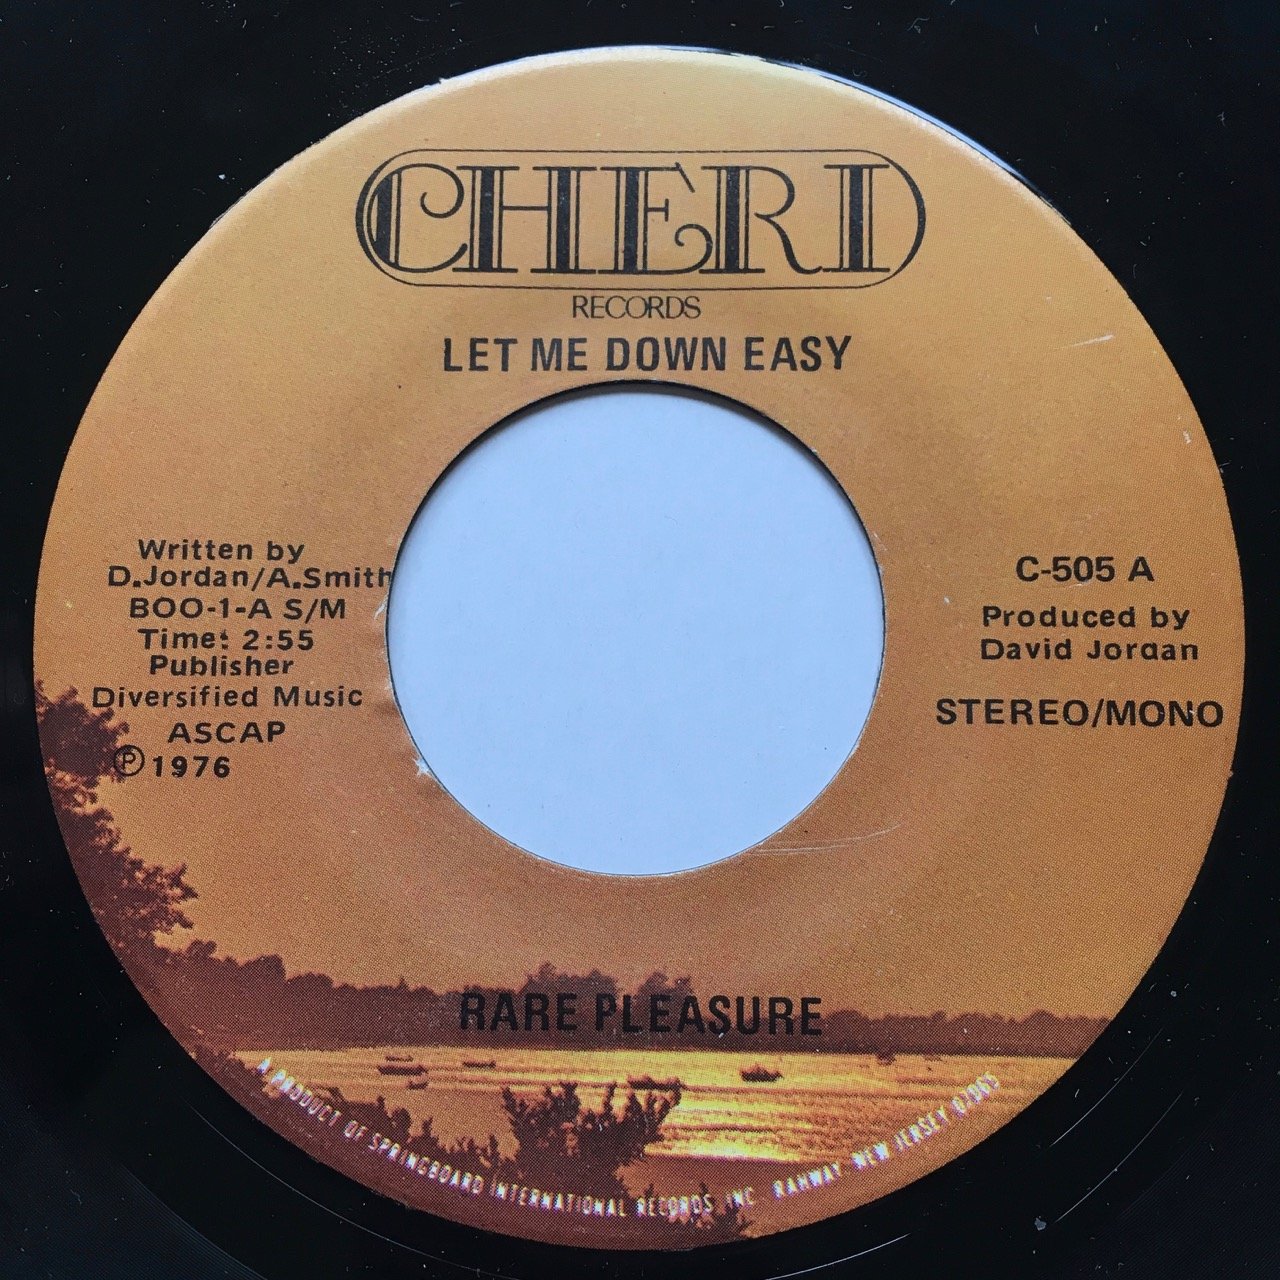 CHERI
RECORDS
LET ME DOWN EASY
Written by
D.Jordan/A.Smith
BOO-1-A S/M
Time: 2:55
Publisher
Diversified Music
ASCAP
℗1976
C-505 A
Produced by
David Jordan
STEREO/MONO
RARE PLEASURE
A PRODUCT OF SPRINGBOARD INTERNATIONAL RECORDS, INC. RAHWAY NEW JERSEY 07065